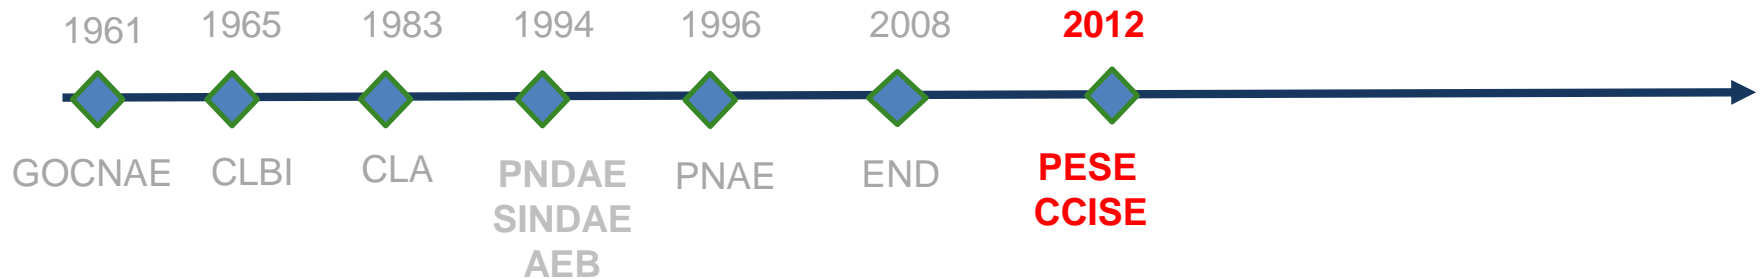 1961 1965 1983 1994 1996 2008 2012
GOCNAE CLBI CLA PNDAE PNAE END PESE
SINDAE CCISE
AEB